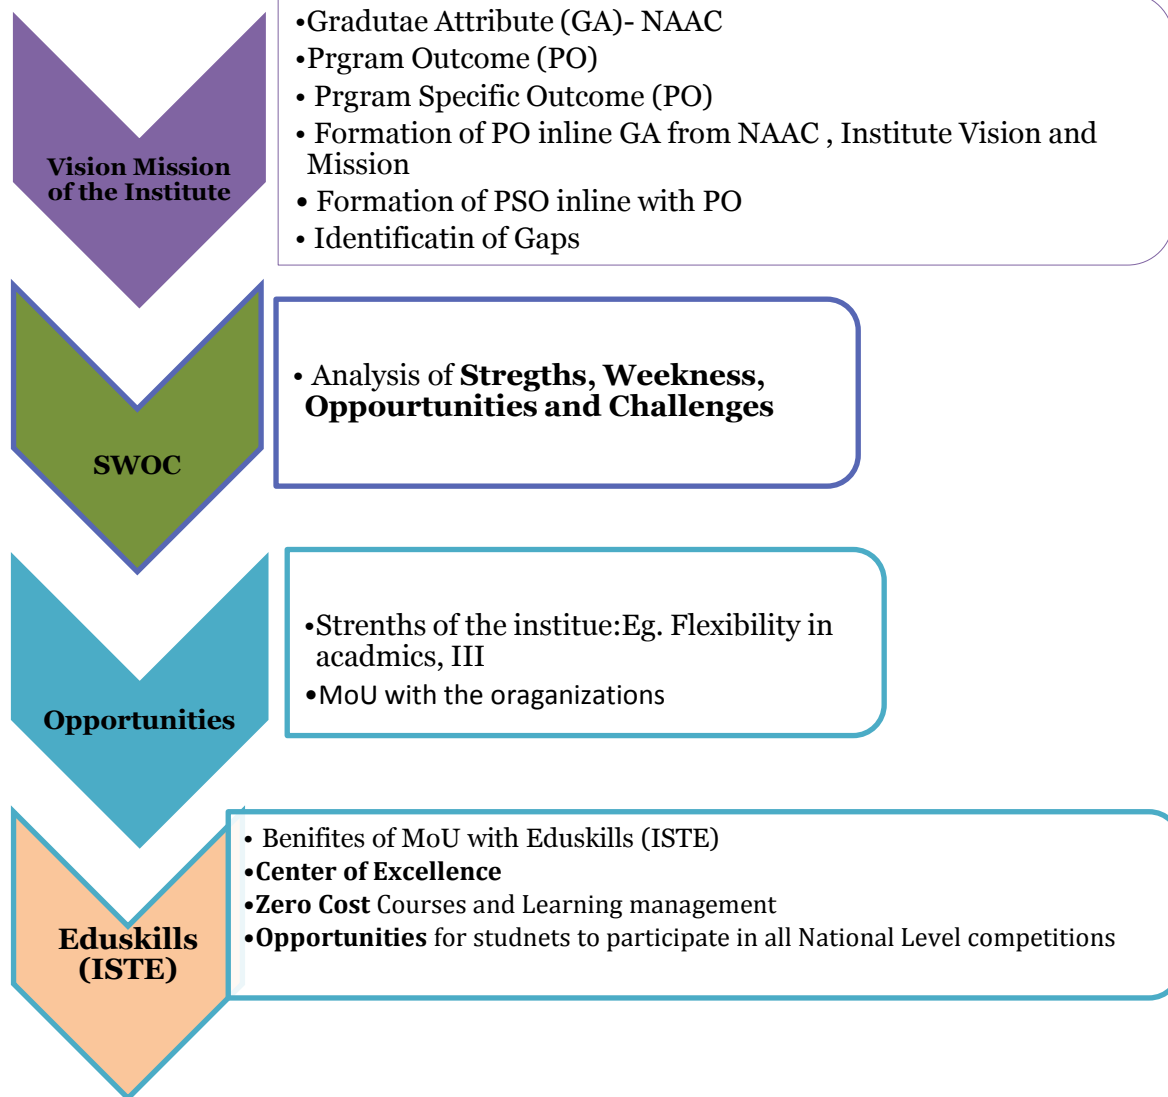 •Gradutae Attribute (GA)- NAAC
•Prgram Outcome (PO)
• Prgram Specific Outcome (PO)
• Formation of PO inline GA from NAAC , Institute Vision and
Mission
• Formation of PSO inline with PO
• Identificatin of Gaps
Vision Mission
of the Institute
• Analysis of Stregths, Weekness,
Oppourtunities and Challenges
SWOC
•Strenths of the institue:Eg. Flexibility in
acadmics, III
•MoU with the oraganizations
Opportunities
• Benifites of MoU with Eduskills (ISTE)
•Center of Excellence
•Zero Cost Courses and Learning management
•Opportunities for studnets to participate in all National Level competitions
Eduskills
(ISTE)